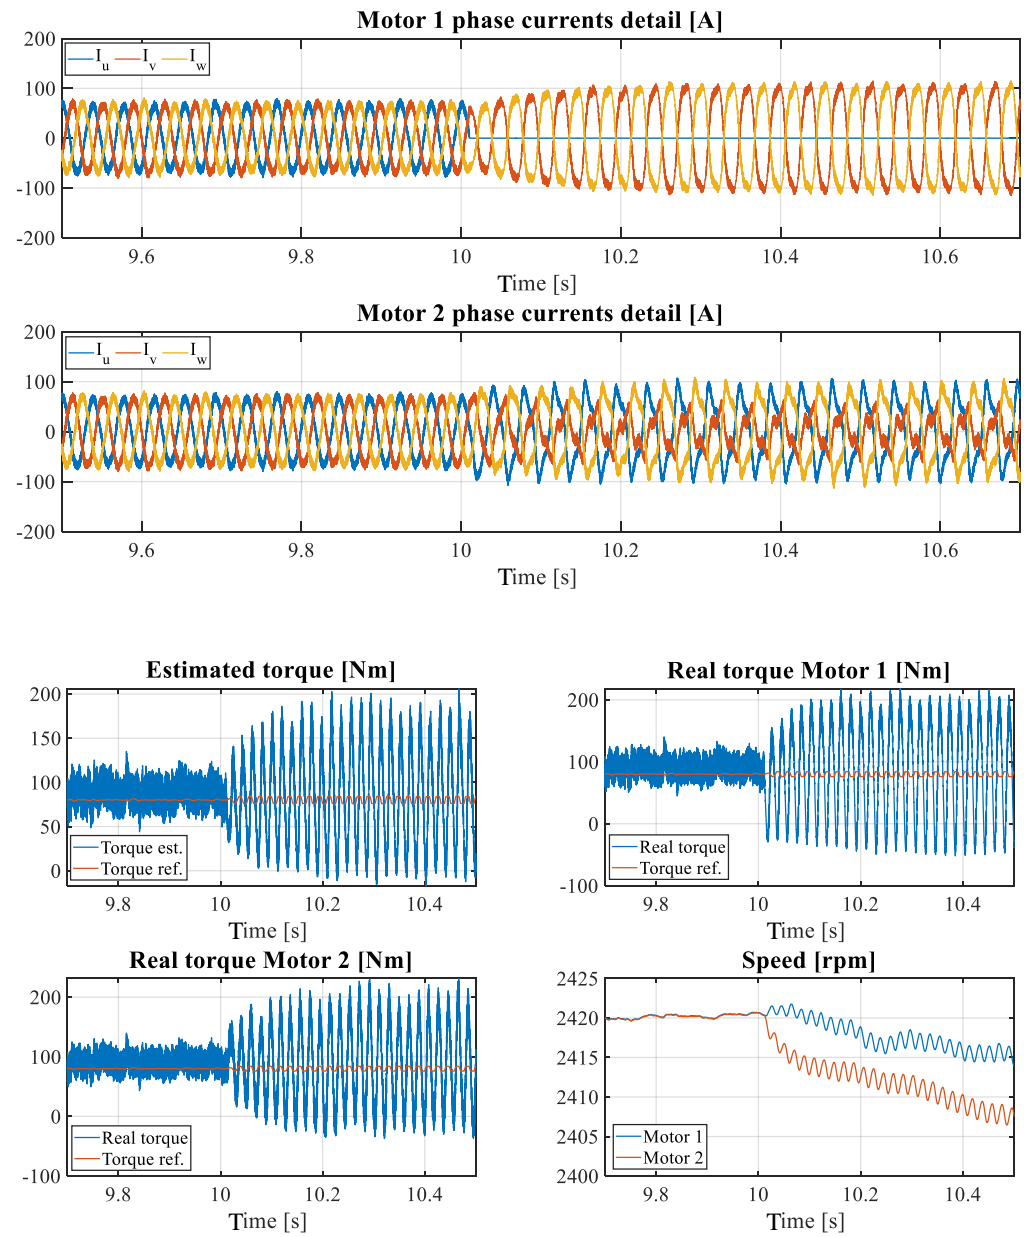 Motor 1 phase currents detail [A]
200
100
0
-100
-200
I_u I_v I_w
9.6 9.8 10 10.2 10.4 10.6
Time [s]
Motor 2 phase currents detail [A]
200
100
0
-100
-200
I_u I_v I_w
9.6 9.8 10 10.2 10.4 10.6
Time [s]
Estimated torque [Nm]
200
150
100
50
0
Torque est.
Torque ref.
9.8 10 10.2 10.4
Time [s]
Real torque Motor 1 [Nm]
200
100
0
-100
Real torque
Torque ref.
9.8 10 10.2 10.4
Time [s]
Real torque Motor 2 [Nm]
200
100
0
-100
Real torque
Torque ref.
9.8 10 10.2 10.4
Time [s]
Speed [rpm]
2425
2420
2415
2410
2405
2400
Motor 1
Motor 2
9.8 10 10.2 10.4
Time [s]